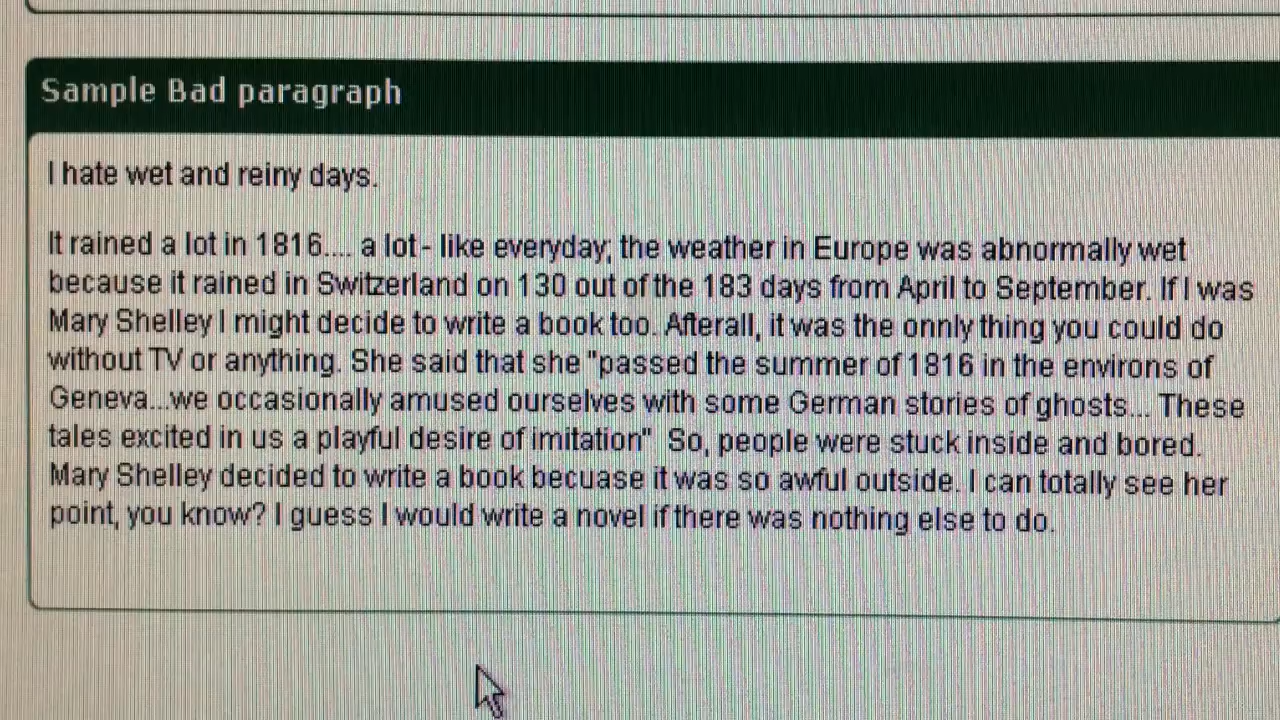 Sample Bad paragraph
I hate wet and reiny days.
It rained a lot in 1816.... a lot - like everyday; the weather in Europe was abnormally wet
because it rained in Switzerland on 130 out of the 183 days from April to September. If I was
Mary Shelley I might decide to write a book too. Afterall, it was the onnly thing you could do
without TV or anything. She said that she "passed the summer of 1816 in the environs of
Geneva...we occasionally amused ourselves with some German stories of ghosts... These
tales excited in us a playful desire of imitation" So, people were stuck inside and bored.
Mary Shelley decided to write a book becuase it was so awful outside. I can totally see her
point, you know? I guess I would write a novel if there was nothing else to do.